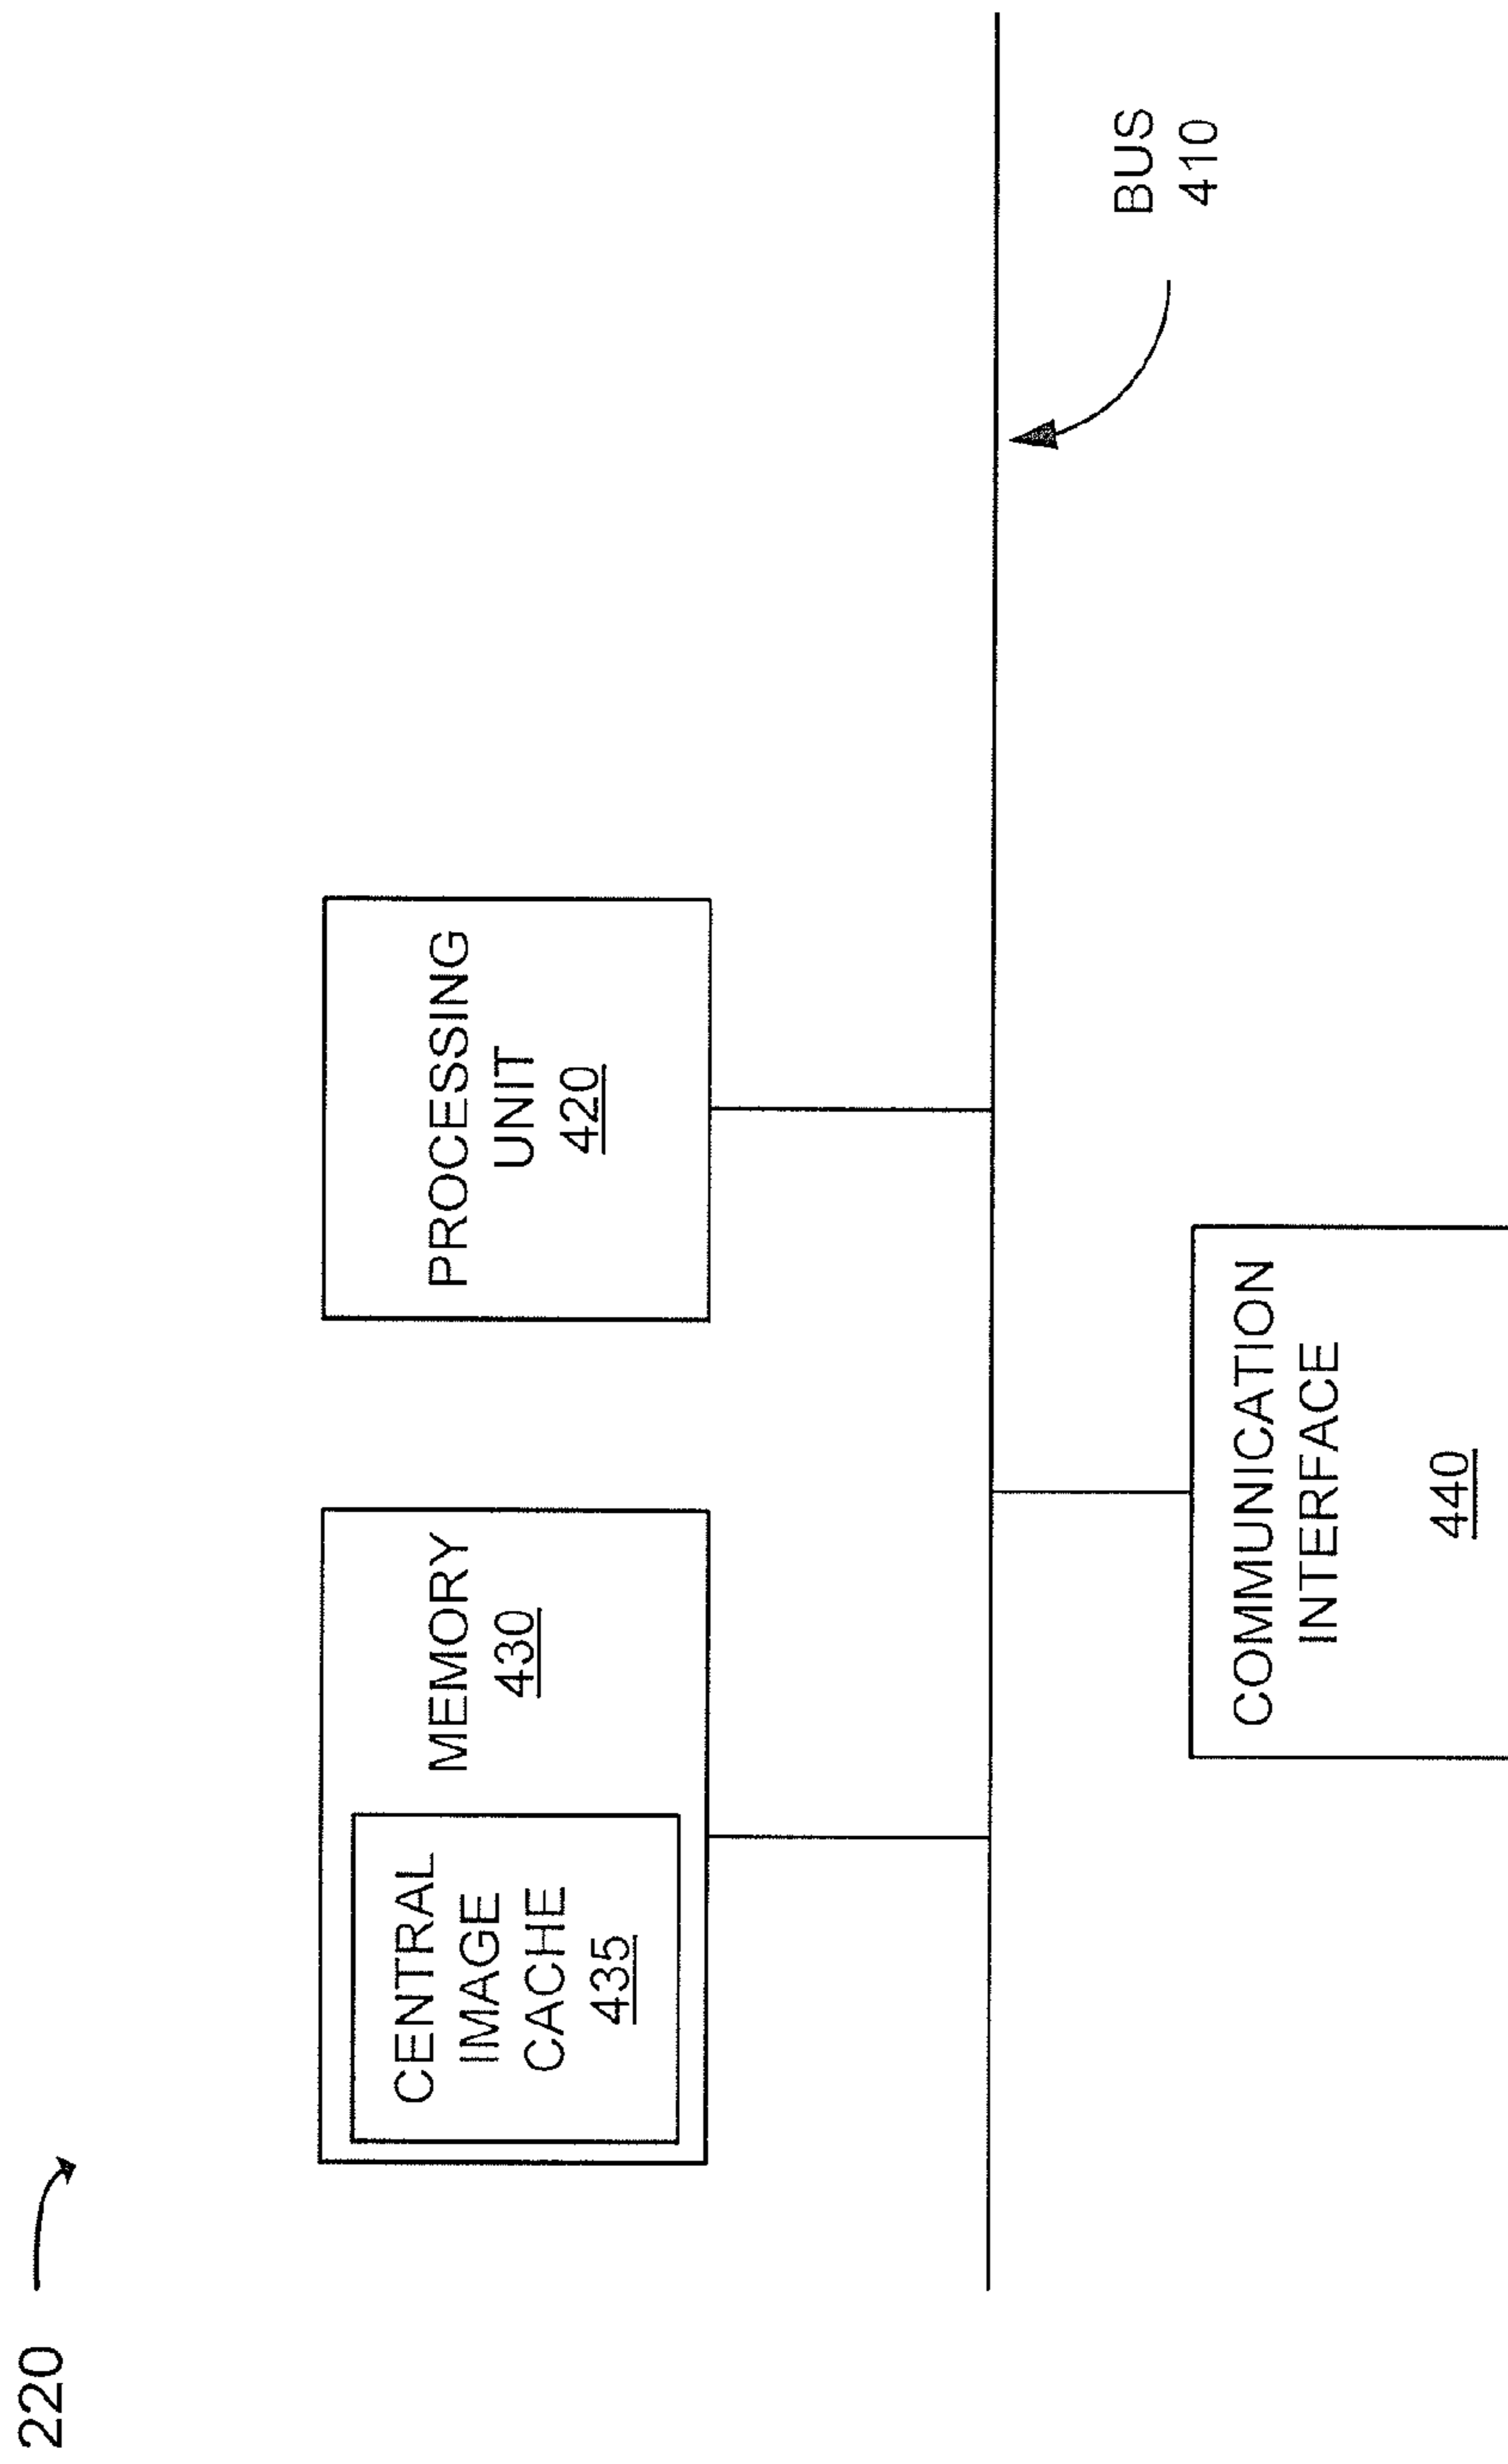 220
CENTRAL
IMAGE
CACHE
435
MEMORY
430
PROCESSING
UNIT
420
COMMUNICATION
INTERFACE
440
BUS
410